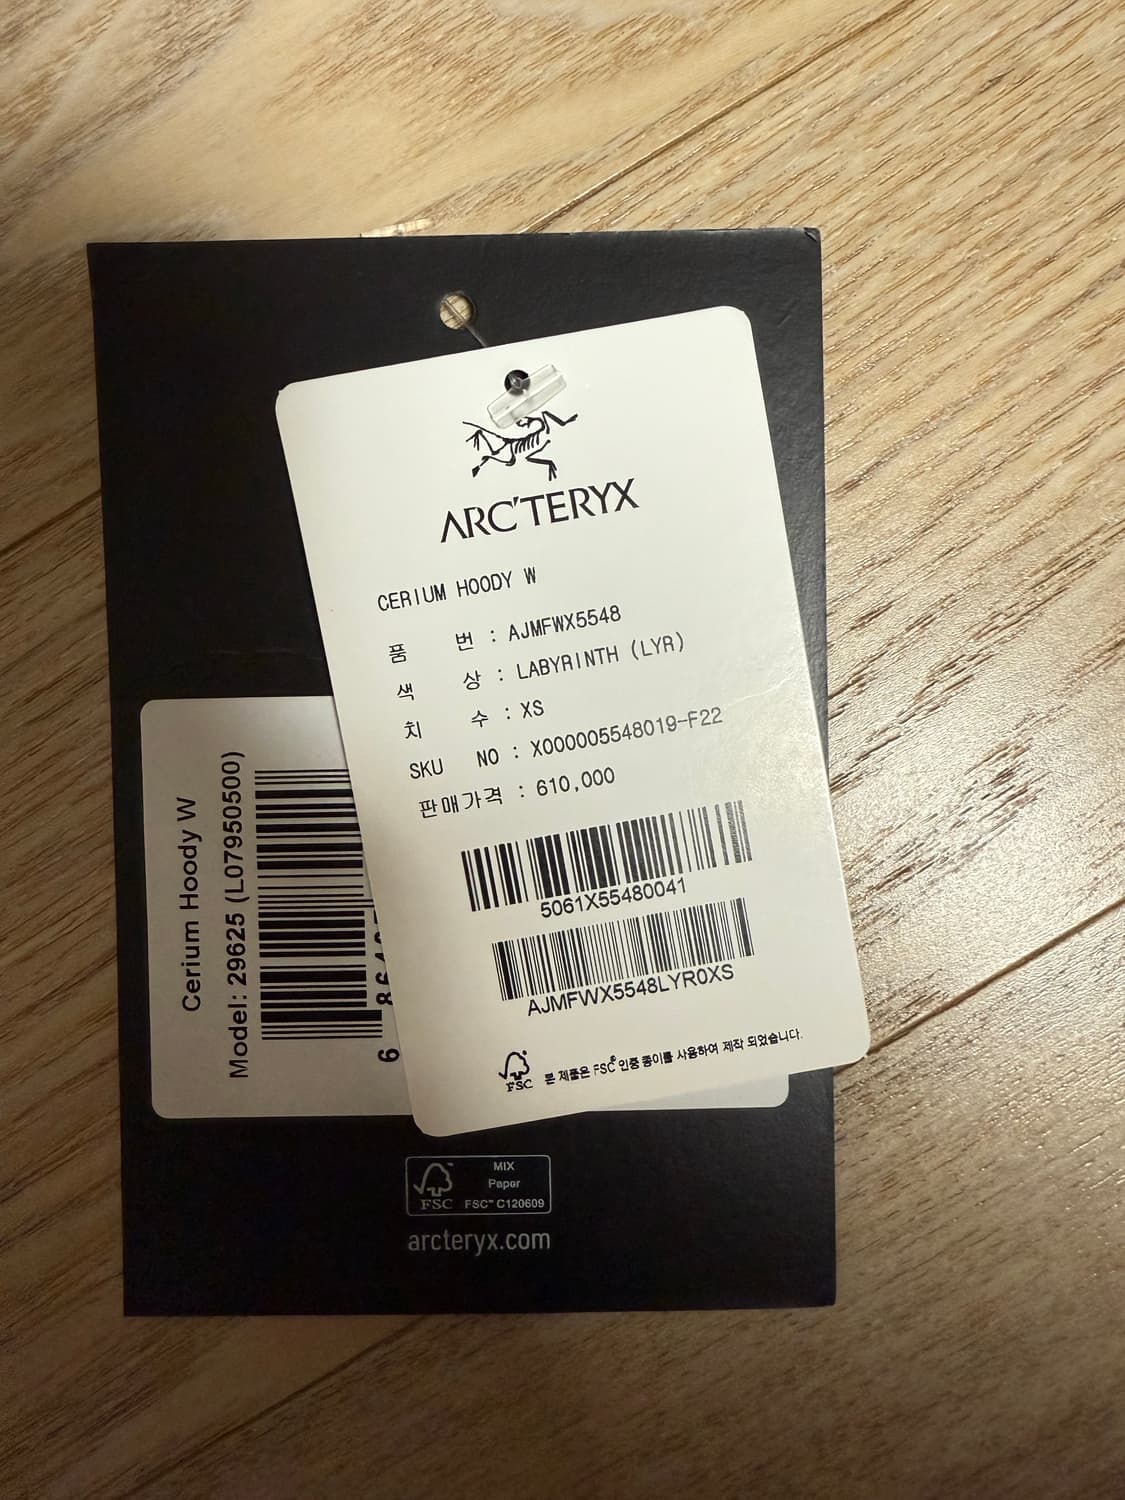 ARC'TERYX
CERIUM HOODY W
품 번 : AJMFWX5548
색 상 : LABYRINTH (LYR)
치 수 : XS
SKU NO : X000005548019-F22
판매가격 : 610,000
5061X55480041
AJMFWX5548LYR0XS
FSC 본 제품은 FSC® 인증 종이를 사용하여 제작 되었습니다.
Cerium Hoody W
Model: 29625 (L07950500)
6
MIX
Paper
FSC FSC™ C120609
arcteryx.com